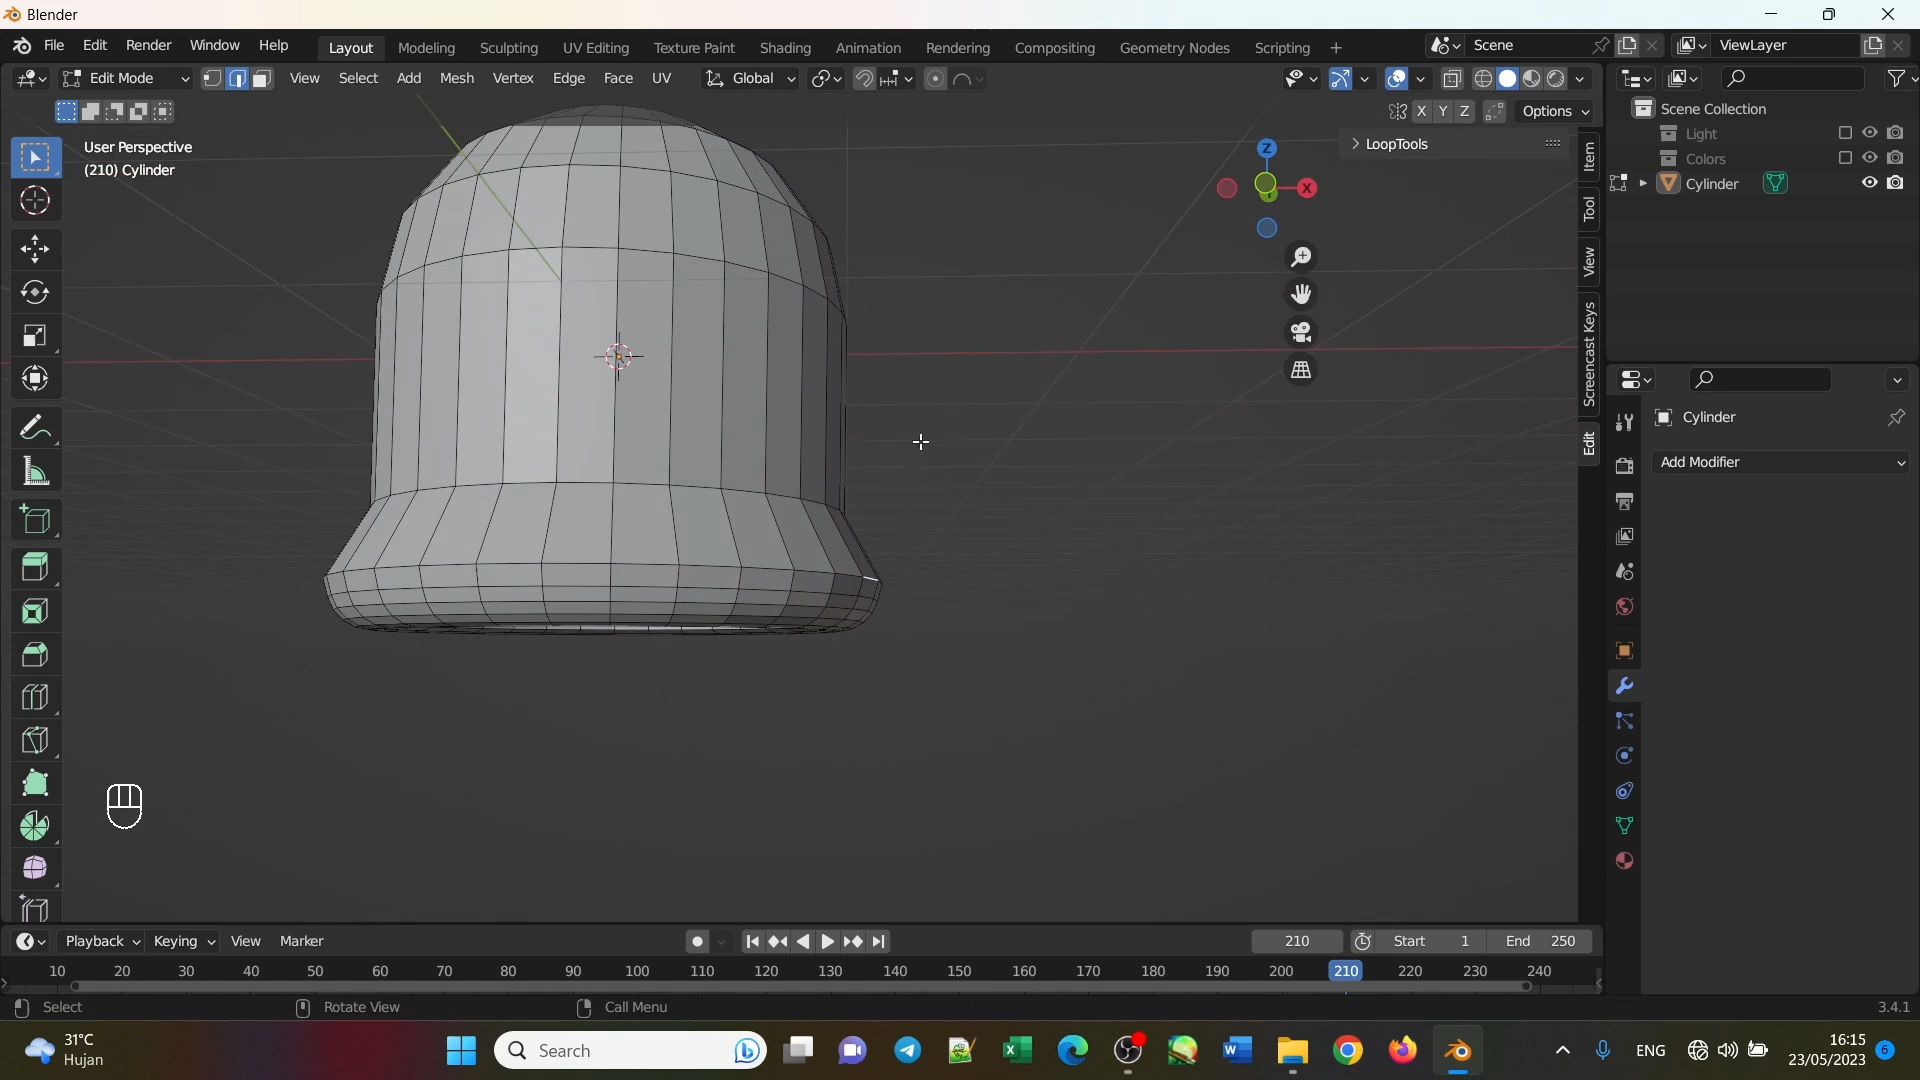 Blender
File Edit Render Window Help Layout Modeling Sculpting UV Editing Texture Paint Shading Animation Rendering Compositing Geometry Nodes Scripting + Scene ViewLayer
Edit Mode View Select Add Mesh Vertex Edge Face UV Global
X Y Z Options
User Perspective
(210) Cylinder
LoopTools
Z
X
Item
Tool
View
Screencast Keys
Edit
Scene Collection
Light
Colors
Cylinder
Cylinder
Add Modifier
Playback Keying View Marker 210 Start 1 End 250
10 20 30 40 50 60 70 80 90 100 110 120 130 140 150 160 170 180 190 200 210 220 230 240
Select Rotate View Call Menu 3.4.1
31°C
Hujan
Search
ENG
16:15
23/05/2023
6